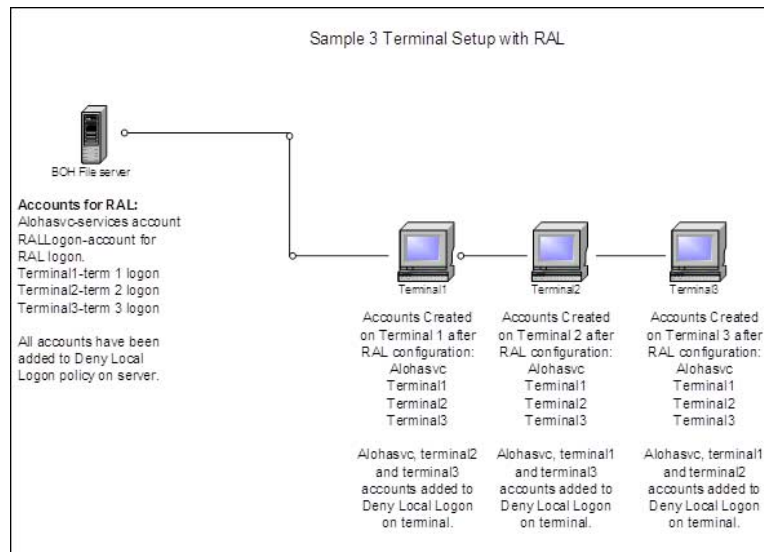 Sample 3 Terminal Setup with RAL
BOH File server
Accounts for RAL:
Alohasvc-services account
RALLogon-account for
RAL logon.
Terminal1-term 1 logon
Terminal2-term 2 logon
Terminal3-term 3 logon
All accounts have been
added to Deny Local
Logon policy on server.
Terminal1
Accounts Created
on Terminal 1 after
RAL configuration:
Alohasvc
Terminal1
Terminal2
Terminal3
Alohasvc, terminal2
and terminal3
accounts added to
Deny Local Logon
on terminal.
Terminal2
Accounts Created
on Terminal 2 after
RAL configuration:
Alohasvc
Terminal1
Terminal2
Terminal3
Alohasvc, terminal1
and terminal3
accounts added to
Deny Local Logon
on terminal.
Terminal3
Accounts Created
on Terminal 3 after
RAL configuration:
Alohasvc
Terminal1
Terminal2
Terminal3
Alohasvc, terminal1
and terminal2
accounts added to
Deny Local Logon
on terminal.